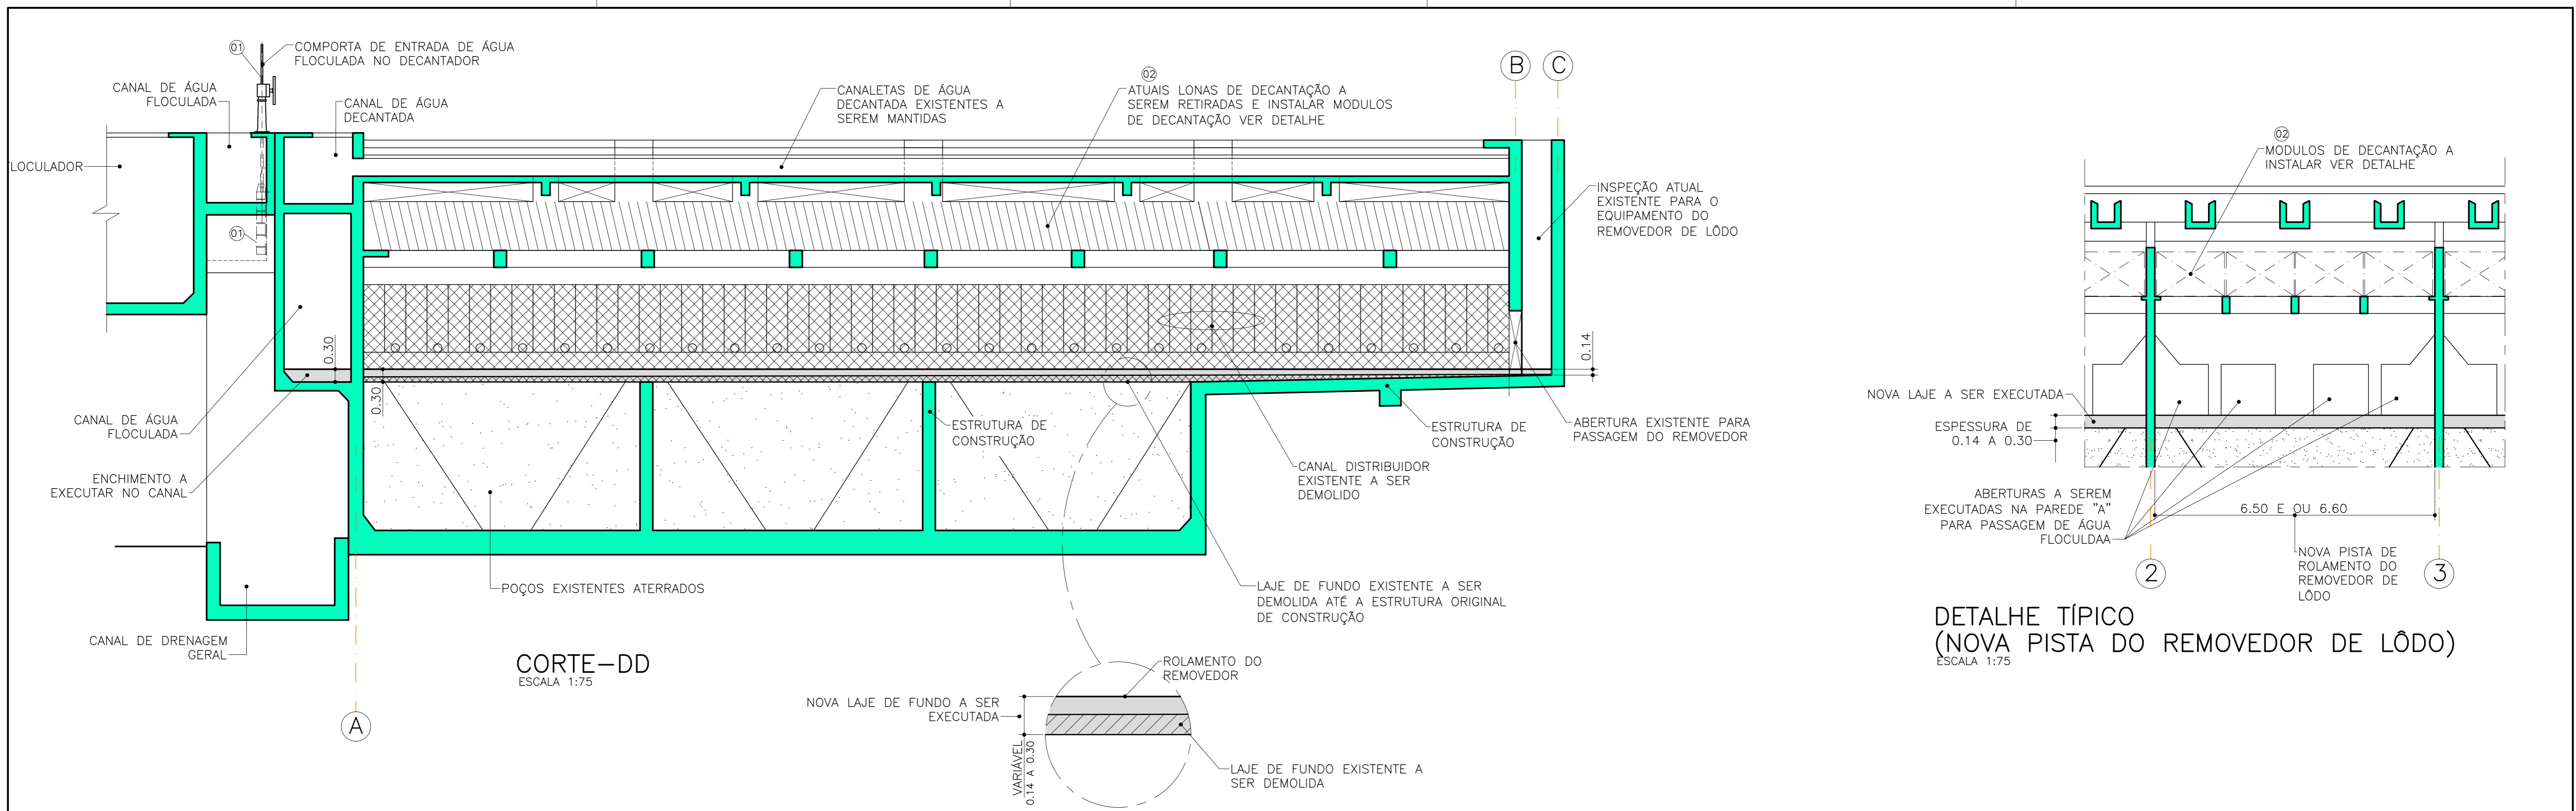 01
COMPORTA DE ENTRADA DE ÁGUA
FLOCULADA NO DECANTADOR
CANAL DE ÁGUA
FLOCULADA
CANAL DE ÁGUA
DECANTADA
LOCULADOR
01
CANALETAS DE ÁGUA
DECANTADA EXISTENTES A
SEREM MANTIDAS
02
ATUAIS LONAS DE DECANTAÇÃO A
SEREM RETIRADAS E INSTALAR MODULOS
DE DECANTAÇÃO VER DETALHE
B
C
INSPEÇÃO ATUAL
EXISTENTE PARA O
EQUIPAMENTO DO
REMOVEDOR DE LÔDO
0.30
0.30
0.14
CANAL DE ÁGUA
FLOCULADA
ENCHIMENTO A
EXECUTAR NO CANAL
ESTRUTURA DE
CONSTRUÇÃO
ESTRUTURA DE
CONSTRUÇÃO
ABERTURA EXISTENTE PARA
PASSAGEM DO REMOVEDOR
CANAL DISTRIBUIDOR
EXISTENTE A SER
DEMOLIDO
POÇOS EXISTENTES ATERRADOS
LAJE DE FUNDO EXISTENTE A SER
DEMOLIDA ATÉ A ESTRUTURA ORIGINAL
DE CONSTRUÇÃO
CANAL DE DRENAGEM
GERAL
A
CORTE-DD
ESCALA 1:75
ROLAMENTO DO
REMOVEDOR
NOVA LAJE DE FUNDO A SER
EXECUTADA
VARIÁVEL
0.14 A 0.30
LAJE DE FUNDO EXISTENTE A
SER DEMOLIDA
02
MODULOS DE DECANTAÇÃO A
INSTALAR VER DETALHE
NOVA LAJE A SER EXECUTADA
ESPESSURA DE
0.14 A 0.30
ABERTURAS A SEREM
EXECUTADAS NA PAREDE "A"
PARA PASSAGEM DE ÁGUA
FLOCULDAA
6.50 E OU 6.60
NOVA PISTA DE
ROLAMENTO DO
REMOVEDOR DE
LÔDO
2
3
DETALHE TÍPICO
(NOVA PISTA DO REMOVEDOR DE LÔDO)
ESCALA 1:75